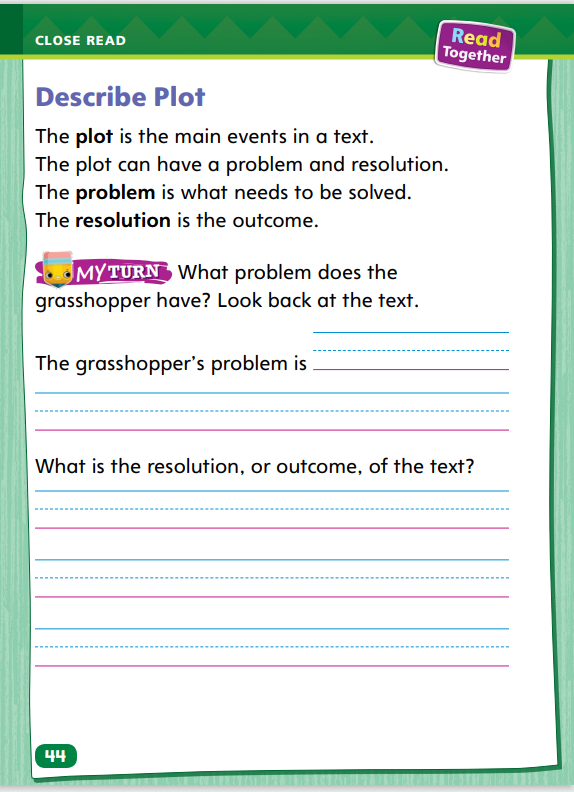 CLOSE READ
Read
Together
Describe Plot
The plot is the main events in a text.
The plot can have a problem and resolution.
The problem is what needs to be solved.
The resolution is the outcome.
MY TURN What problem does the
grasshopper have? Look back at the text.
The grasshopper’s problem is
What is the resolution, or outcome, of the text?
44